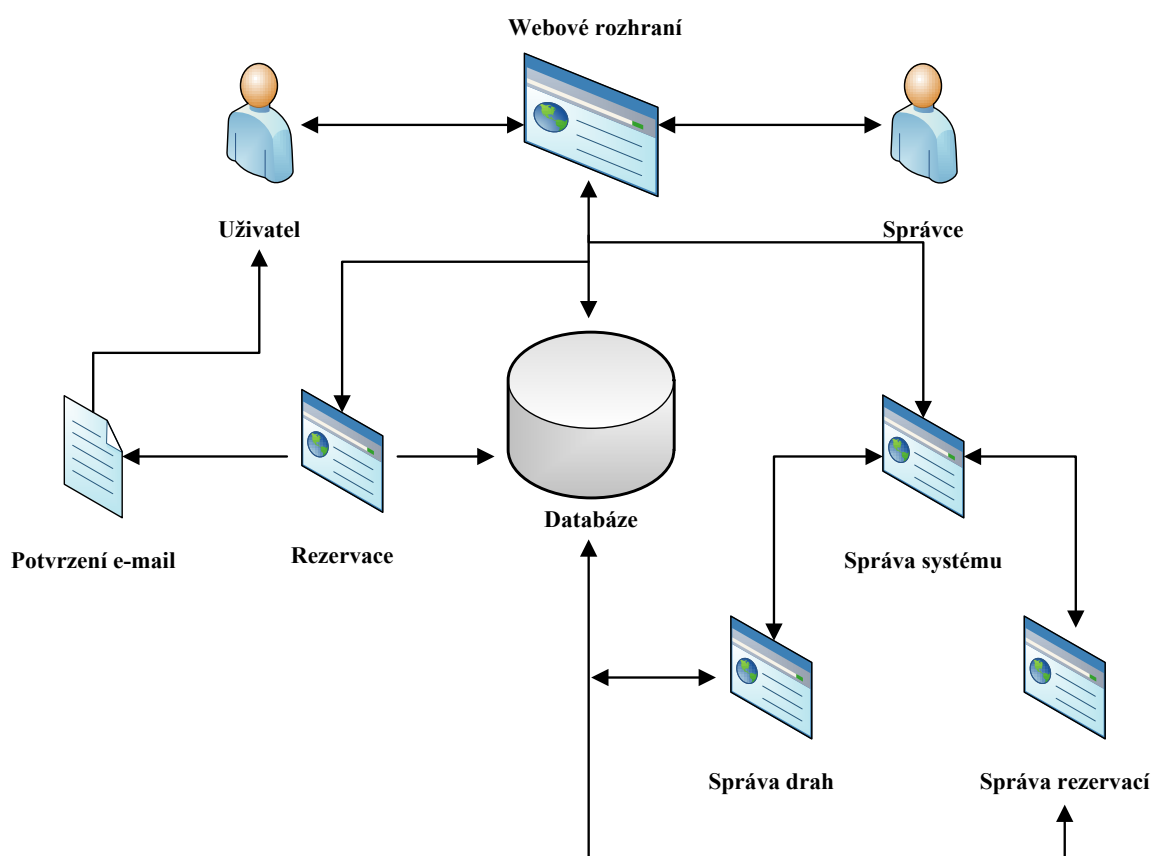 Webové rozhraní
Uživatel
Správce
Databáze
Potvrzení e-mail
Rezervace
Správa systému
Správa drah
Správa rezervací